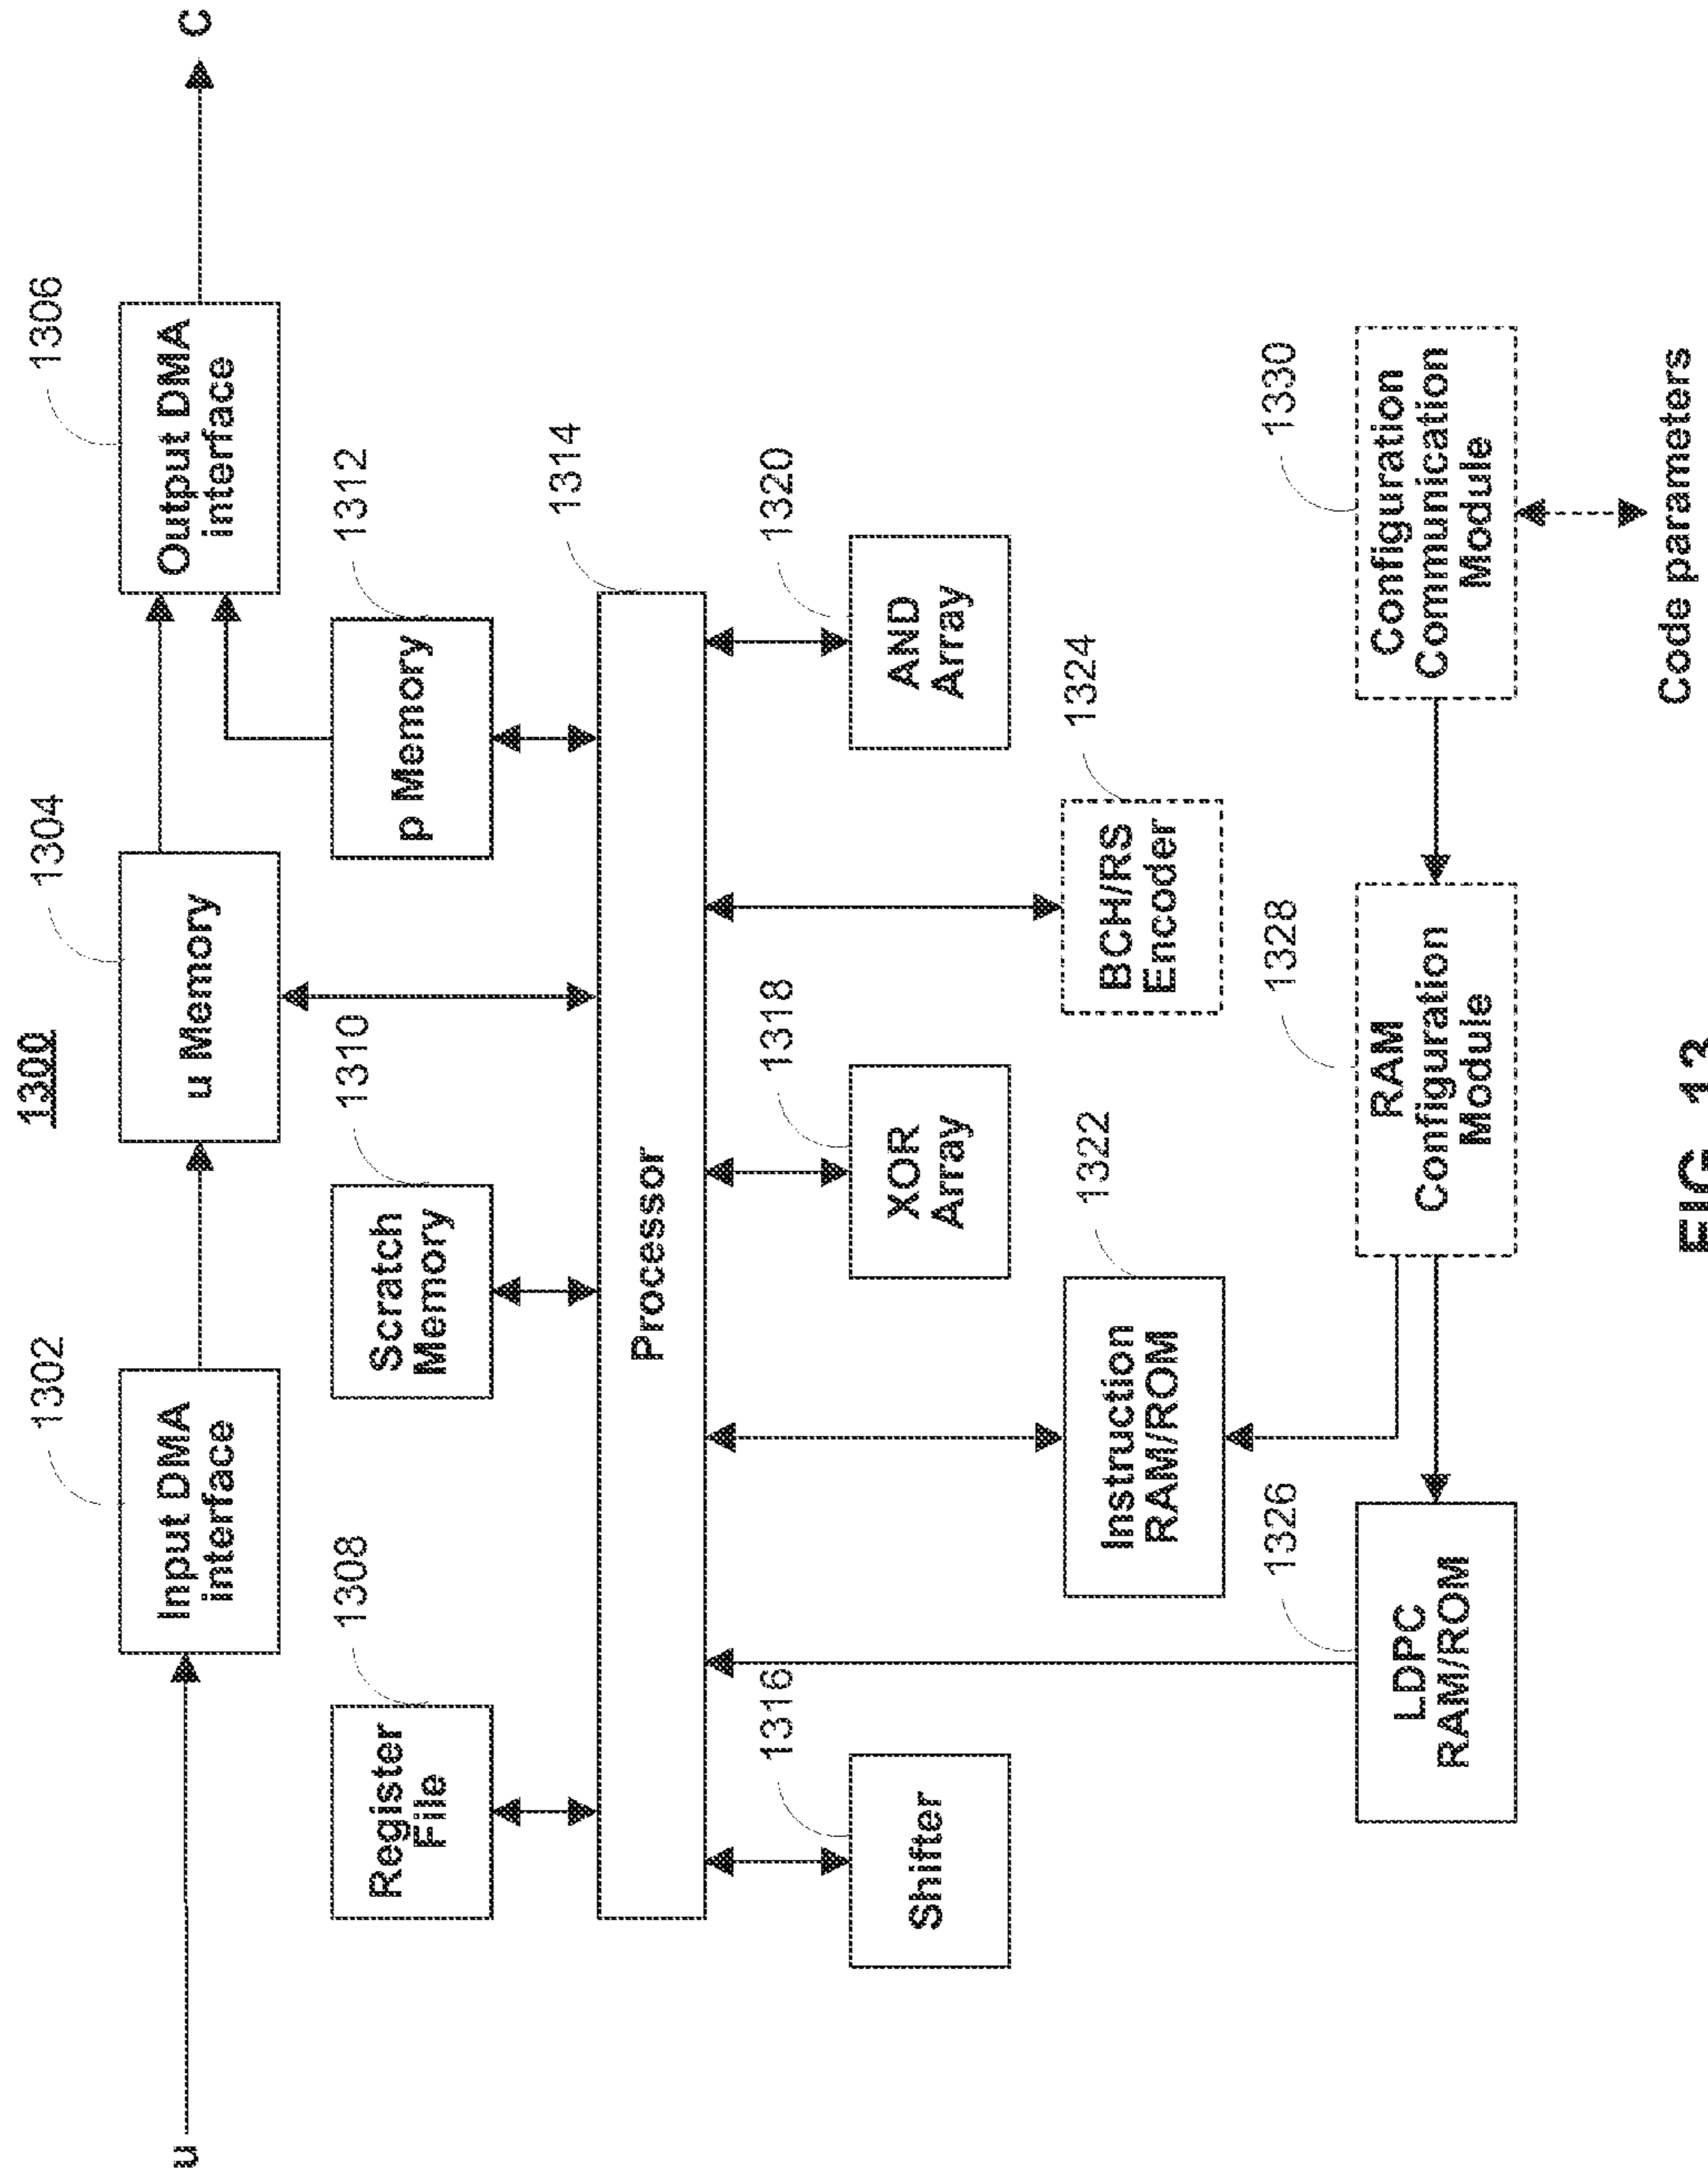 1300
u
1302
Input DMA
interface
1304
u Memory
1306
Output DMA
interface
C
1308
Register
File
1310
Scratch
Memory
1312
p Memory
1314
Processor
1316
Shifter
1318
XOR
Array
1320
AND
Array
1322
Instruction
RAM/ROM
1324
BCH/RS
Encoder
1326
LDPC
RAM/ROM
1328
RAM
Configuration
Module
1330
Configuration
Communication
Module
Code parameters
FIG. 13